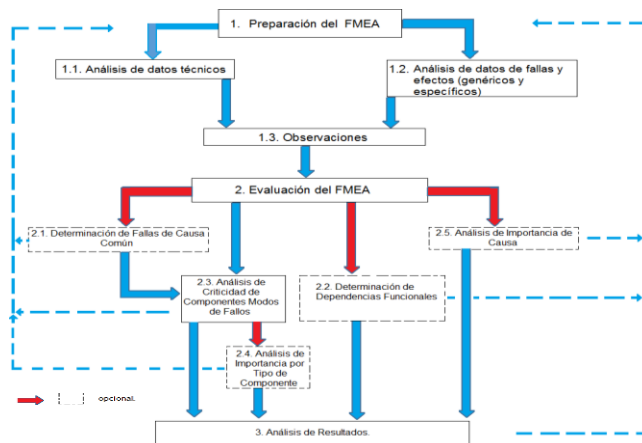 1. Preparación del FMEA
1.1. Análisis de datos técnicos
1.2. Análisis de datos de fallas y
efectos (genéricos y
específicos)
1.3. Observaciones
2. Evaluación del FMEA
2.1. Determinación de Fallas de Causa
Común
2.5. Análisis de Importancia de
Causa
2.3. Análisis de
Criticidad de
Componentes Modos
de Fallos
2.2. Determinación de
Dependencias Funcionales
2.4. Análisis de
Importancia por
Tipo de
Componente
opcional.
3. Análisis de Resultados.